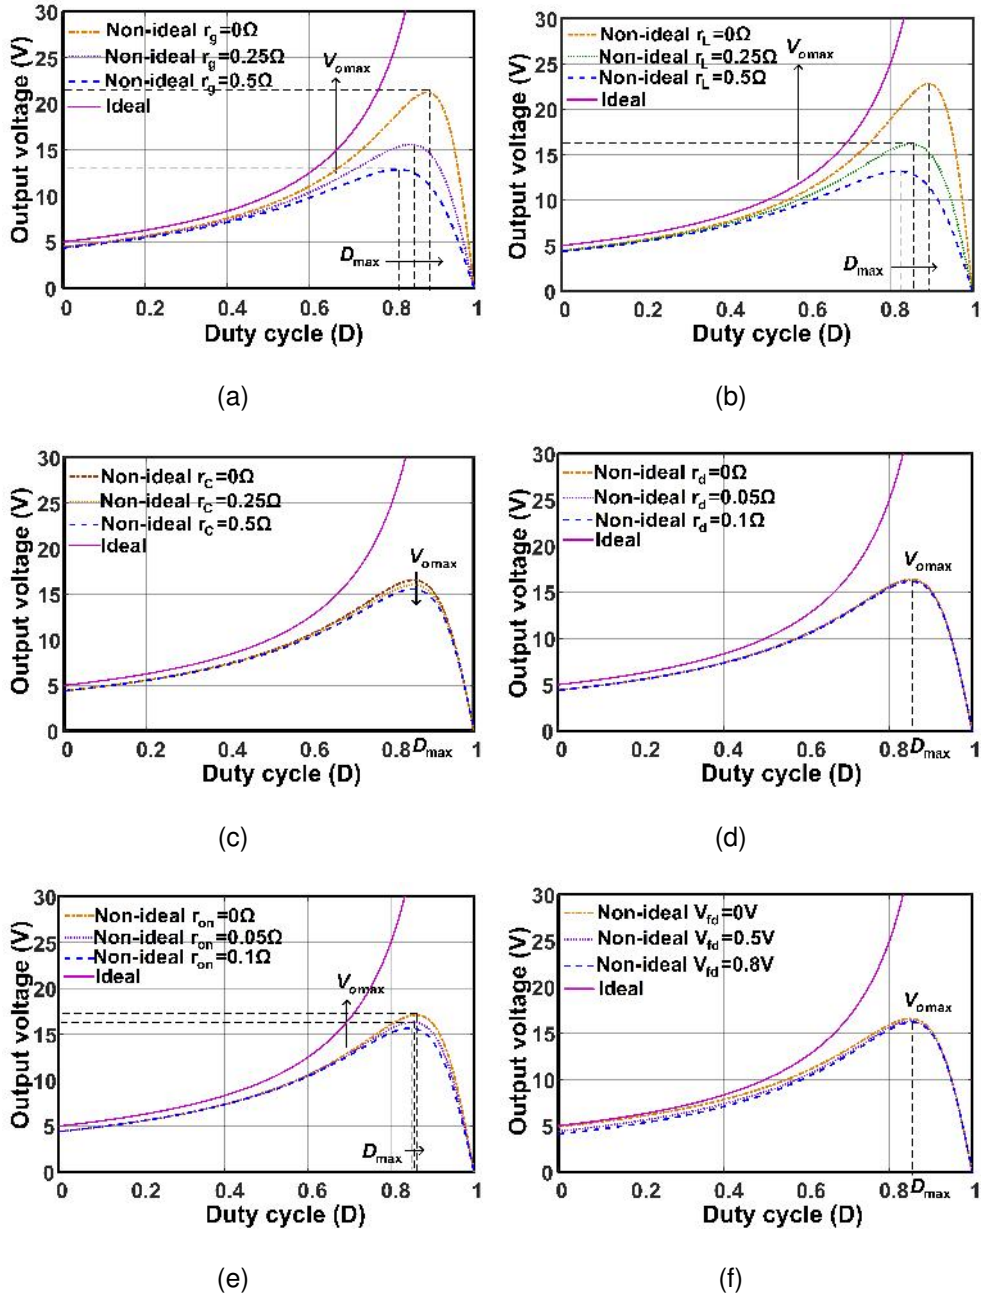 Output voltage (V)
30
25
20
15
10
5
0
Non-ideal rg=0Ω
Non-ideal rg=0.25Ω
Non-ideal rg=0.5Ω
Ideal
Vomax
Dmax
0 0.2 0.4 0.6 0.8 1
Duty cycle (D)
(a)
Output voltage (V)
30
25
20
15
10
5
0
Non-ideal rL=0Ω
Non-ideal rL=0.25Ω
Non-ideal rL=0.5Ω
Ideal
Vomax
Dmax
0 0.2 0.4 0.6 0.8 1
Duty cycle (D)
(b)
Output voltage (V)
30
25
20
15
10
5
0
Non-ideal rC=0Ω
Non-ideal rC=0.25Ω
Non-ideal rC=0.5Ω
Ideal
Vomax
0 0.2 0.4 0.6 0.8 Dmax 1
Duty cycle (D)
(c)
Output voltage (V)
30
25
20
15
10
5
0
Non-ideal rd=0Ω
Non-ideal rd=0.05Ω
Non-ideal rd=0.1Ω
Ideal
Vomax
0 0.2 0.4 0.6 0.8 Dmax 1
Duty cycle (D)
(d)
Output voltage (V)
30
25
20
15
10
5
0
Non-ideal ron=0Ω
Non-ideal ron=0.05Ω
Non-ideal ron=0.1Ω
Ideal
Vomax
Dmax
0 0.2 0.4 0.6 0.8 1
Duty cycle (D)
(e)
Output voltage (V)
30
25
20
15
10
5
0
Non-ideal Vfd=0V
Non-ideal Vfd=0.5V
Non-ideal Vfd=0.8V
Ideal
Vomax
0 0.2 0.4 0.6 0.8 Dmax 1
Duty cycle (D)
(f)